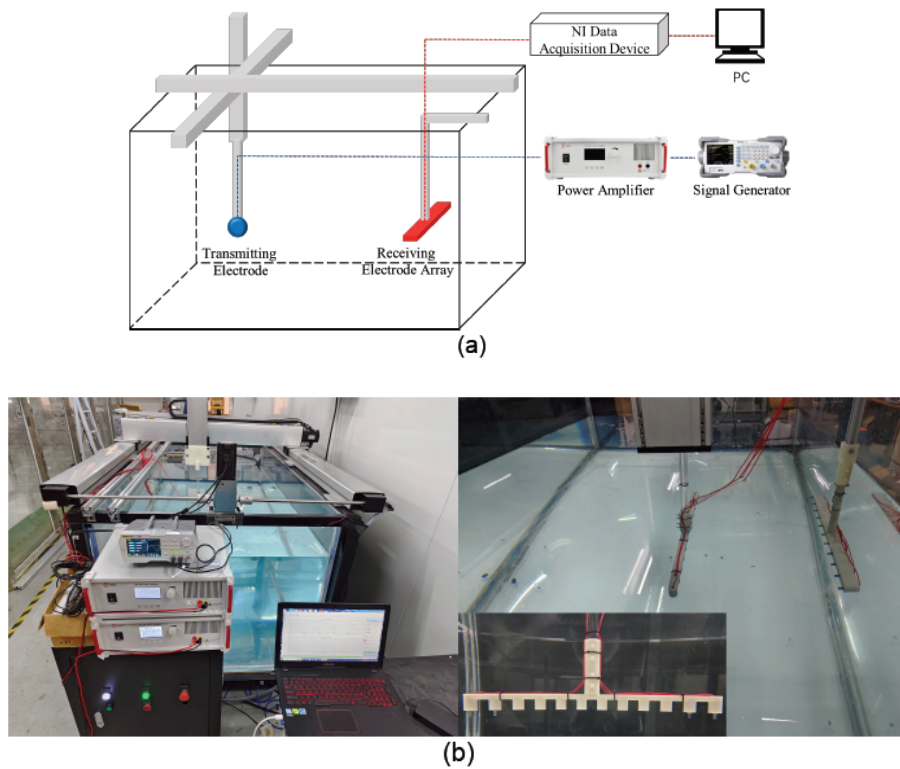 NI Data
Acquisition Device
PC
Power Amplifier
Signal Generator
Transmitting
Electrode
Receiving
Electrode Array
(a)
(b)